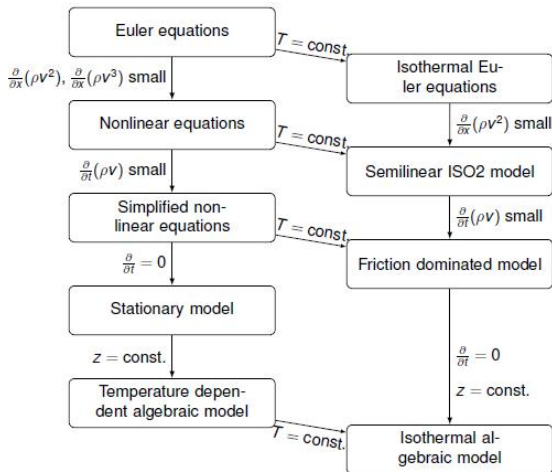 Euler equations
T = const.
∂/∂x(ρv²), ∂/∂x(ρv³) small
Isothermal Eu-
ler equations
Nonlinear equations
T = const.
∂/∂x(ρv²) small
∂/∂t(ρv) small
Semilinear ISO2 model
Simplified non-
linear equations
T = const.
∂/∂t(ρv) small
∂/∂t = 0
Friction dominated model
Stationary model
z = const.
∂/∂t = 0
z = const.
Temperature depen-
dent algebraic model
T = const.
Isothermal al-
gebraic model